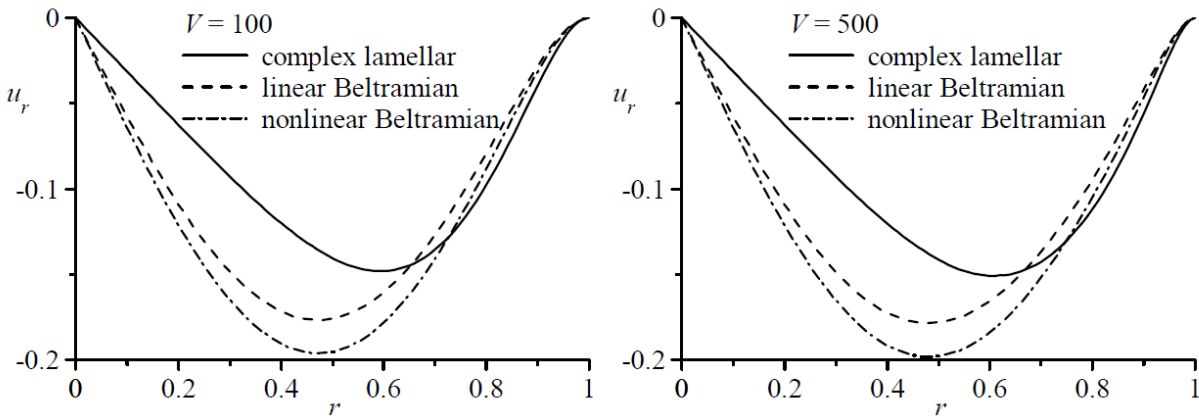 0
V = 100
complex lamellar
linear Beltramian
nonlinear Beltramian
u_r
-0.1
-0.2
0 0.2 0.4 0.6 0.8 1
r
0
V = 500
complex lamellar
linear Beltramian
nonlinear Beltramian
u_r
-0.1
-0.2
0 0.2 0.4 0.6 0.8 1
r